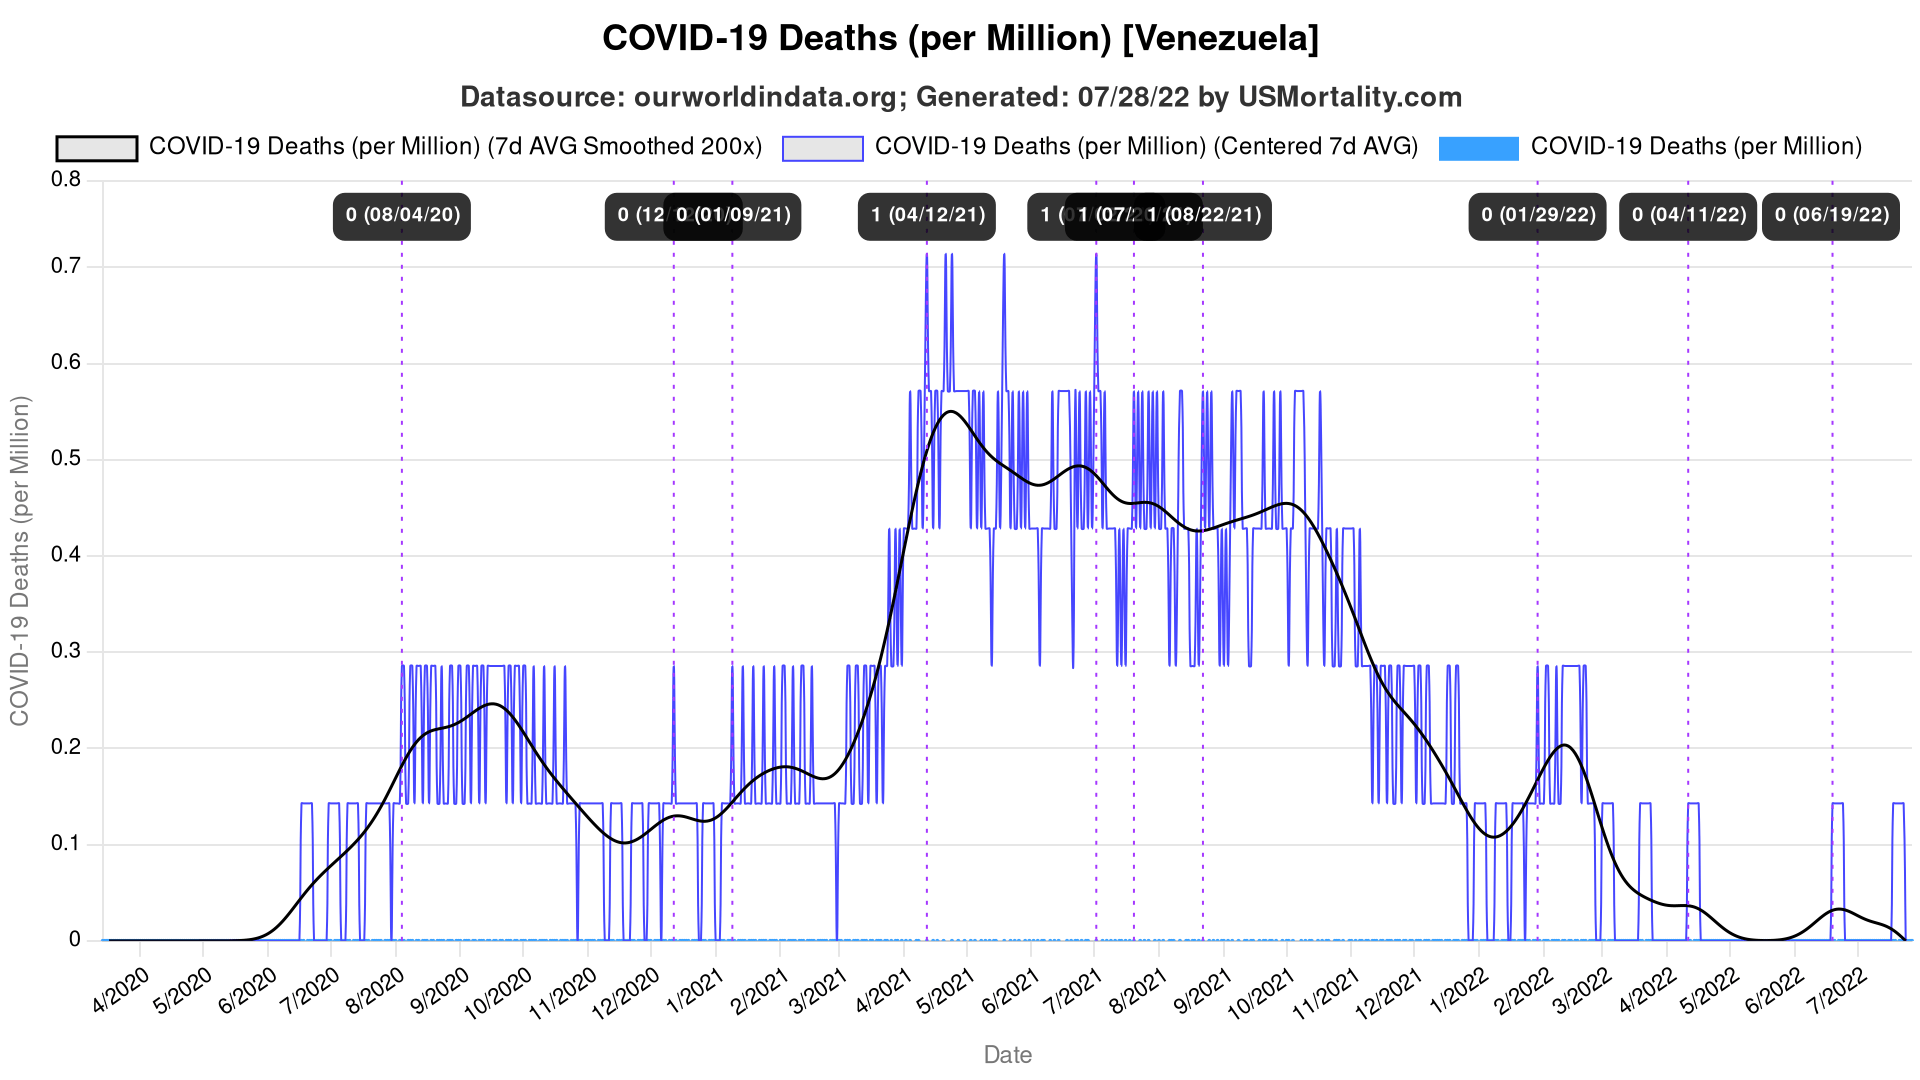 COVID-19 Deaths (per Million) [Venezuela]
Datasource: ourworldindata.org; Generated: 07/28/22 by USMortality.com
COVID-19 Deaths (per Million) (7d AVG Smoothed 200x) COVID-19 Deaths (per Million) (Centered 7d AVG) COVID-19 Deaths (per Million)
0 (08/04/20) 0 (12/ 0 (01/09/21) 1 (04/12/21) 1 ( 1 (07/2 1 (08/22/21) 0 (01/29/22) 0 (04/11/22) 0 (06/19/22)
0.8
0.7
0.6
0.5
0.4
0.3
0.2
0.1
0
COVID-19 Deaths (per Million)
4/2020 5/2020 6/2020 7/2020 8/2020 9/2020 10/2020 11/2020 12/2020 1/2021 2/2021 3/2021 4/2021 5/2021 6/2021 7/2021 8/2021 9/2021 10/2021 11/2021 12/2021 1/2022 2/2022 3/2022 4/2022 5/2022 6/2022 7/2022
Date